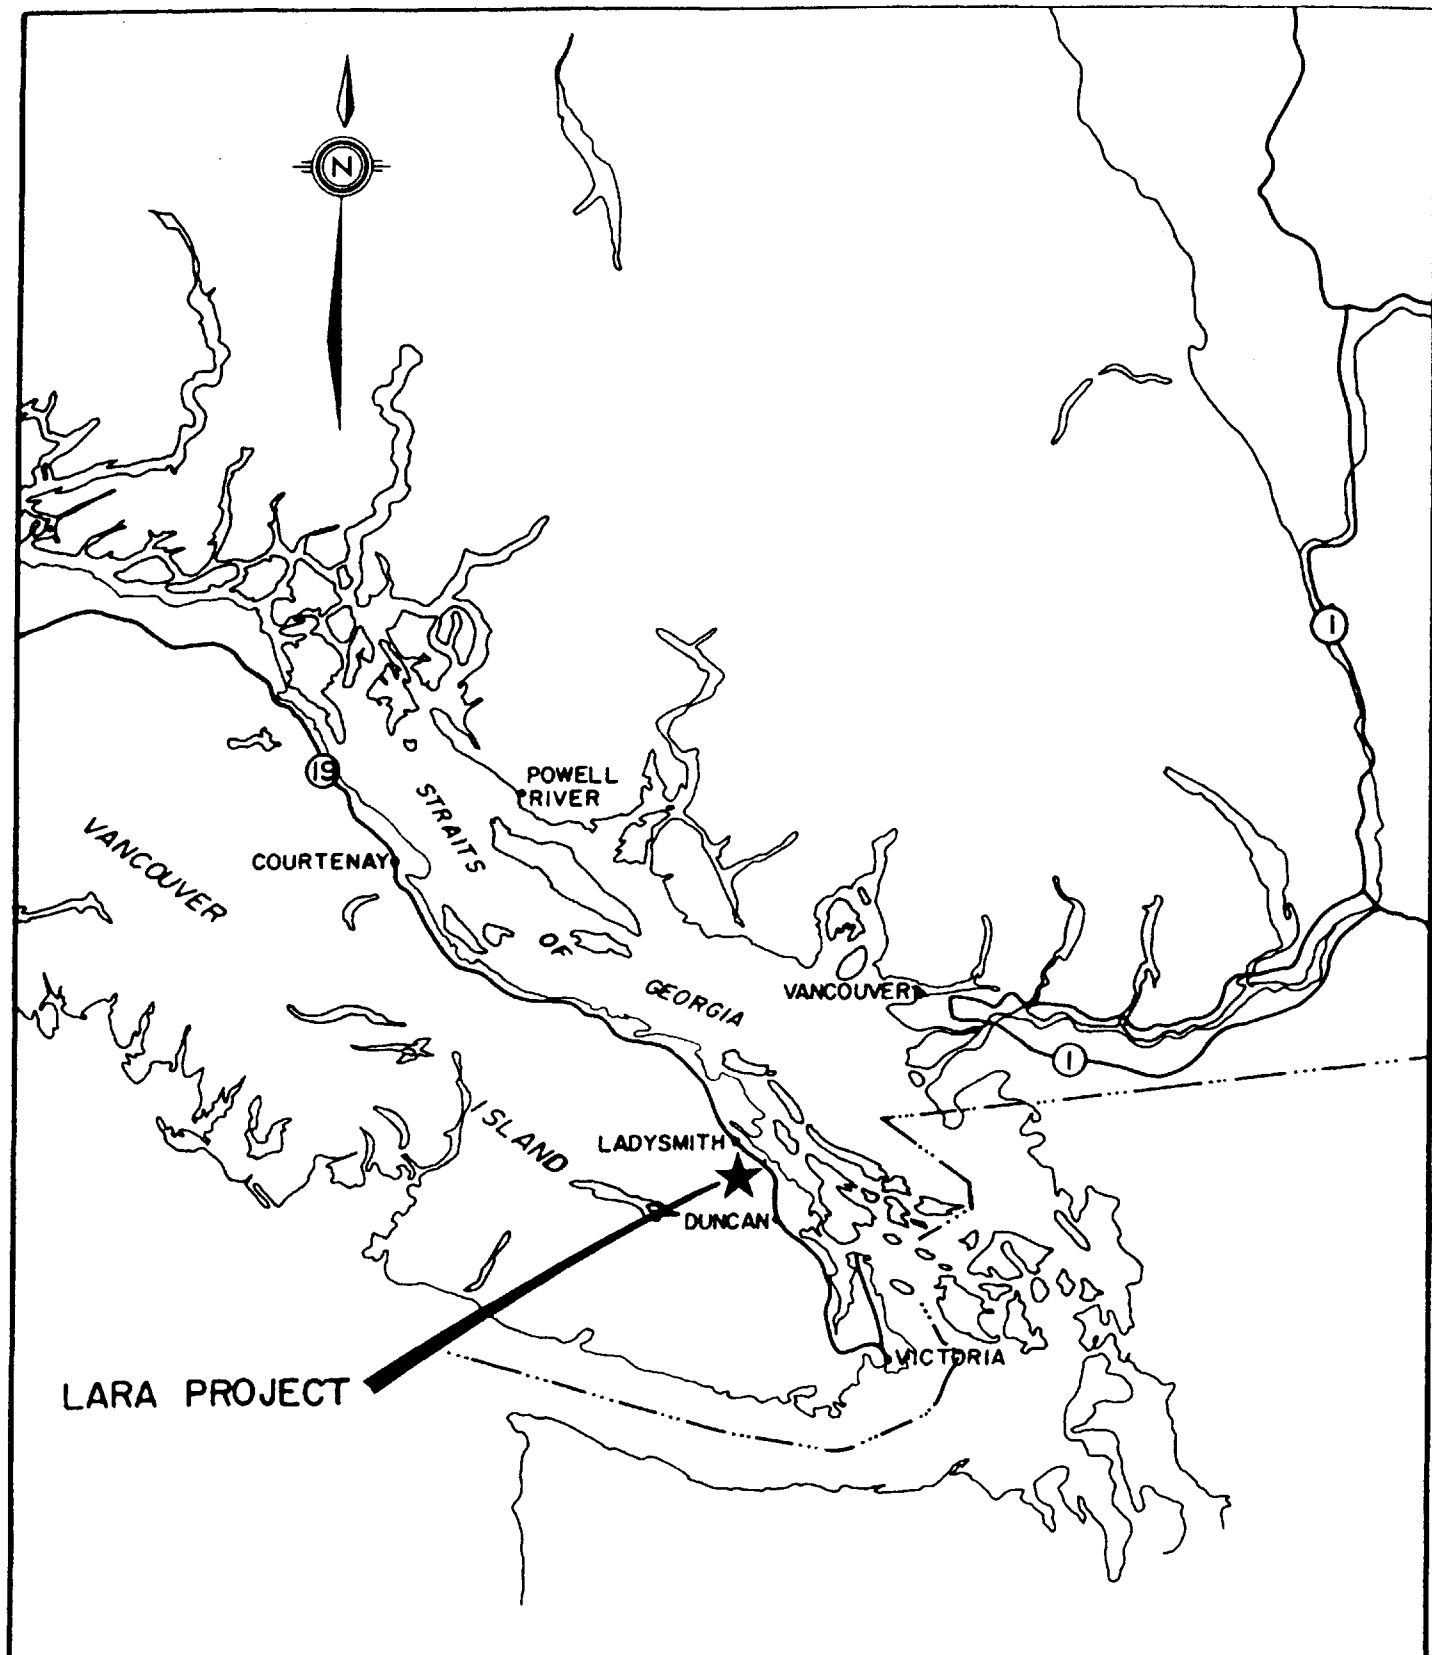 N
19
POWELL
RIVER
STRAITS
VANCOUVER
COURTENAY
1
OF
GEORGIA
VANCOUVER
1
ISLAND
LADYSMITH
DUNCAN
VICTORIA
LARA PROJECT